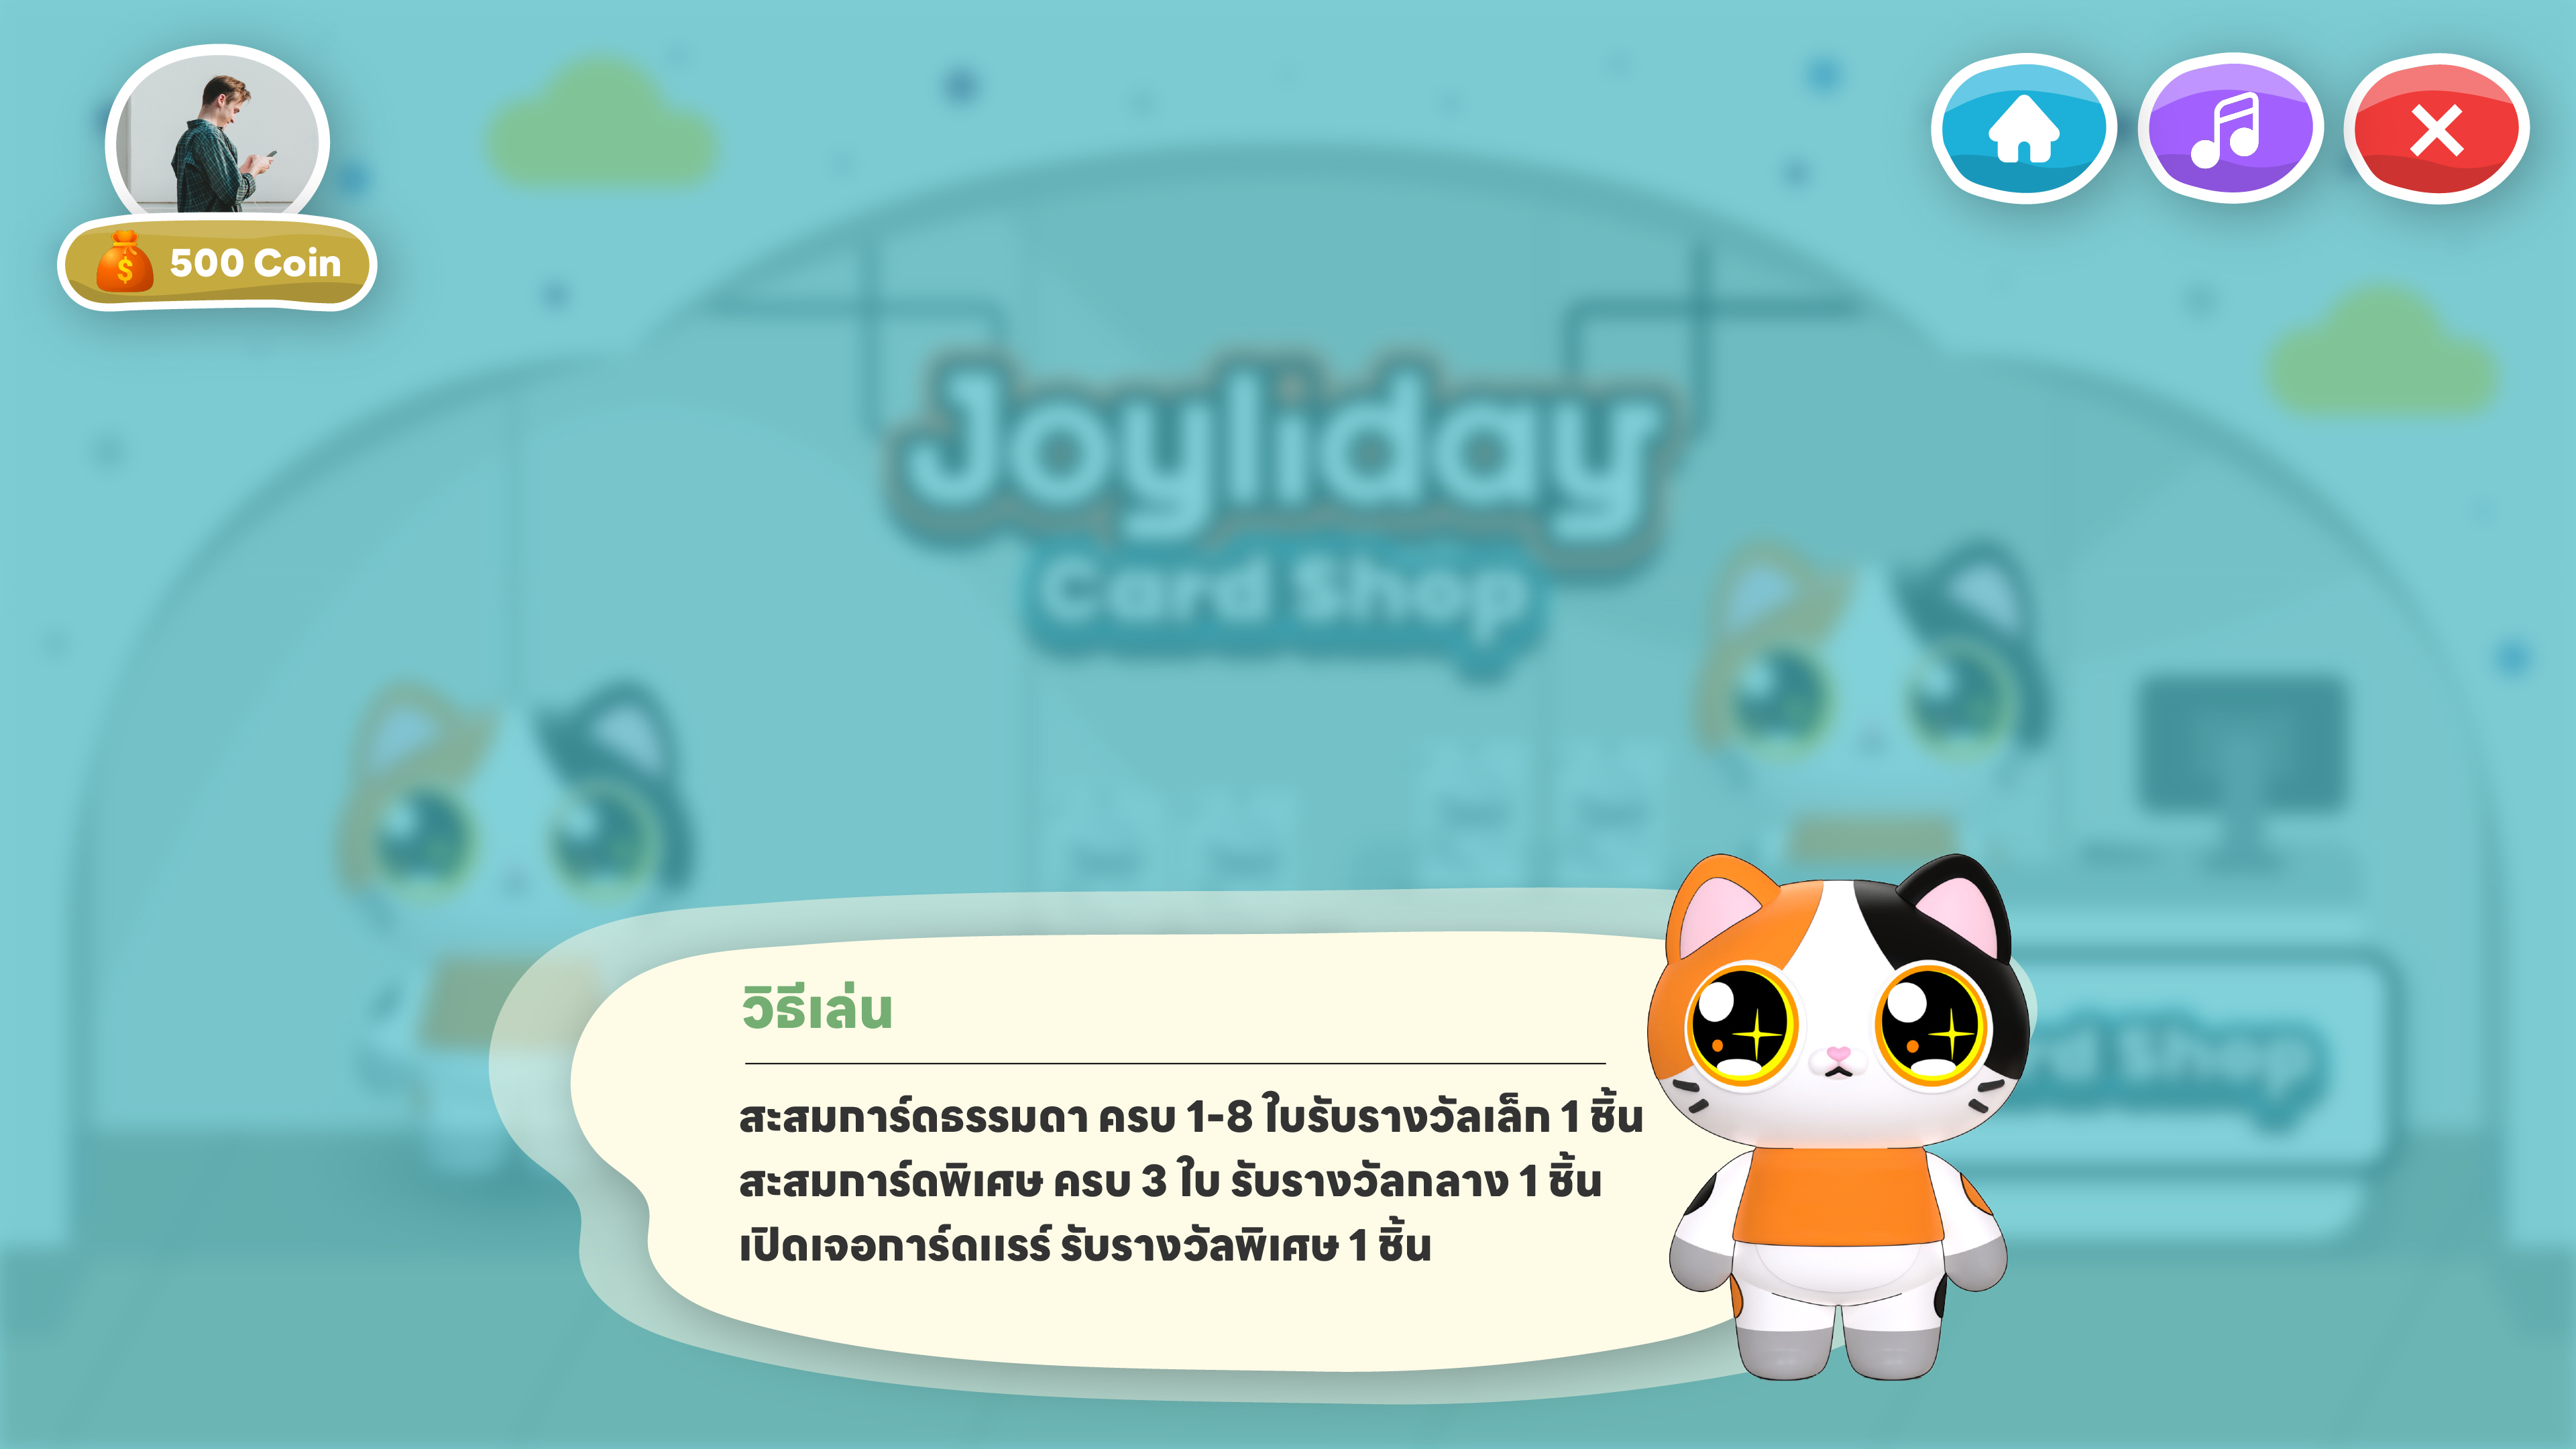 500 Coin
Joyliday
Card Shop
rd Shop
วิธีเล่น
สะสมการ์ดธรรมดา ครบ 1-8 ใบรับรางวัลเล็ก 1 ชิ้น
สะสมการ์ดพิเศษ ครบ 3 ใบ รับรางวัลกลาง 1 ชิ้น
เปิดเจอการ์ดแรร์ รับรางวัลพิเศษ 1 ชิ้น